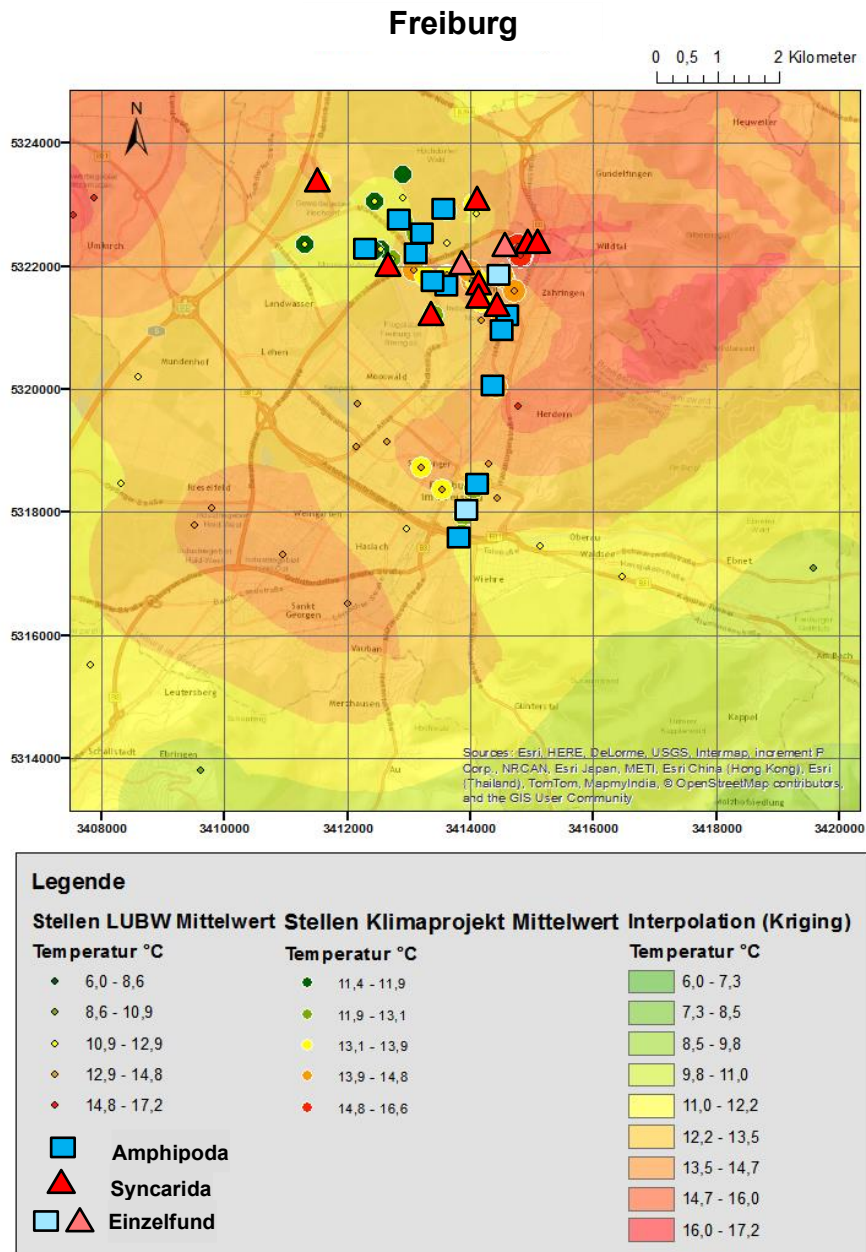 Freiburg
0 0,5 1 2 Kilometer
N
5324000
5322000
5320000
5318000
5316000
5314000
Neuweiler
Gundelfingen
Umkirch
Wildtal
Zähringen
Landwasser
Lehen
Mundenhof
Mooswald
Herdern
Rieselfeld
Weingarten
Haslach
Oberau
Waldsee
Ebnet
Wiehre
Sankt
Georgen
Vauban
Merzhausen
Leutersberg
Günterstal
Kappel
Schallstadt
Ebringen
Au
Sources: Esri, HERE, DeLorme, USGS, Intermap, increment P
Corp., NRCAN, Esri Japan, METI, Esri China (Hong Kong), Esri
(Thailand), TomTom, MapmyIndia, © OpenStreetMap contributors,
and the GIS User Community
3408000 3410000 3412000 3414000 3416000 3418000 3420000
Legende
Stellen LUBW Mittelwert
Temperatur °C
6,0 - 8,6
8,6 - 10,9
10,9 - 12,9
12,9 - 14,8
14,8 - 17,2
Amphipoda
Syncarida
Einzelfund
Stellen Klimaprojekt Mittelwert
Temperatur °C
11,4 - 11,9
11,9 - 13,1
13,1 - 13,9
13,9 - 14,8
14,8 - 16,6
Interpolation (Kriging)
Temperatur °C
6,0 - 7,3
7,3 - 8,5
8,5 - 9,8
9,8 - 11,0
11,0 - 12,2
12,2 - 13,5
13,5 - 14,7
14,7 - 16,0
16,0 - 17,2